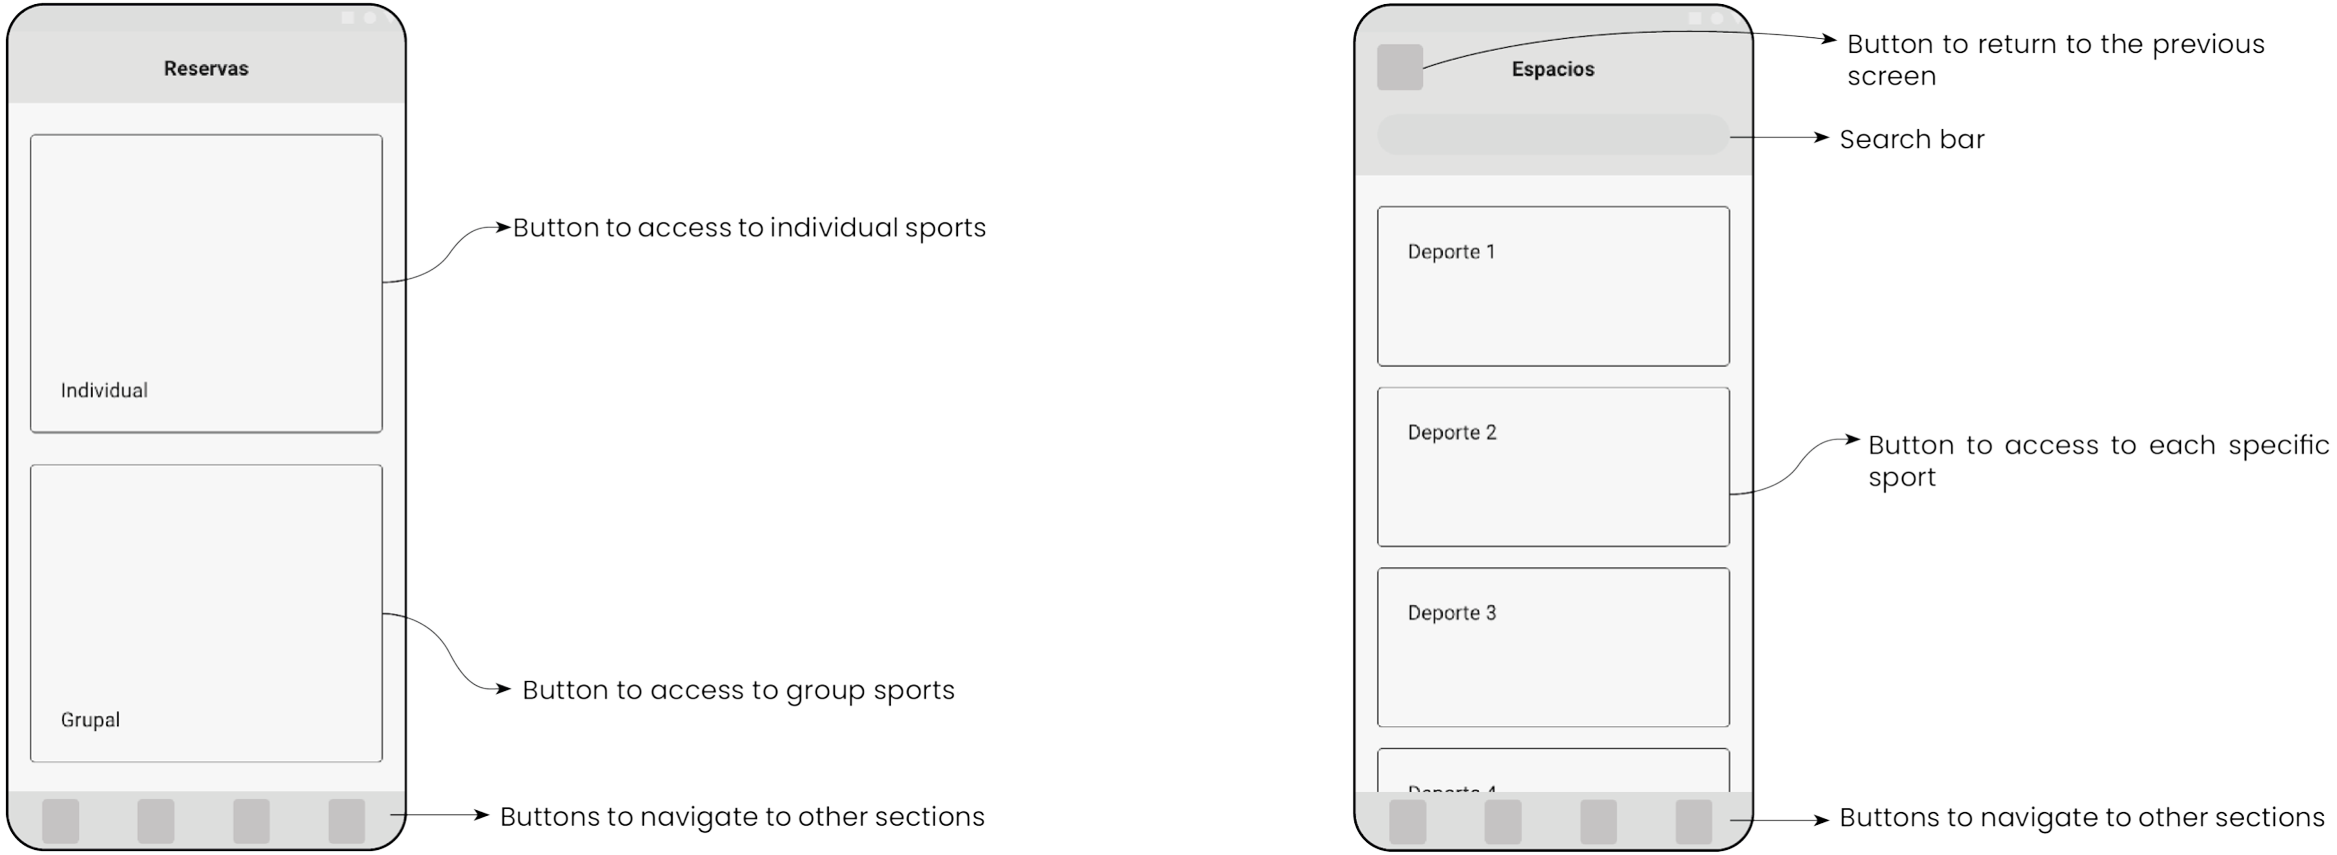 Reservas
Individual
Grupal
Button to access to individual sports
Button to access to group sports
Buttons to navigate to other sections
Espacios
Deporte 1
Deporte 2
Deporte 3
Deporte 4
Button to return to the previous
screen
Search bar
Button to access to each specific
sport
Buttons to navigate to other sections